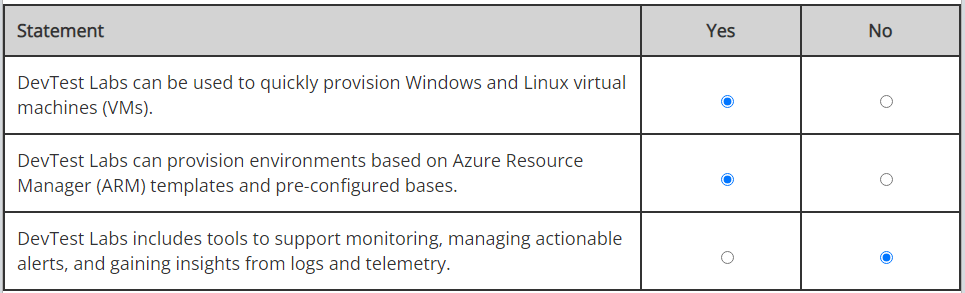 Statement Yes No
DevTest Labs can be used to quickly provision Windows and Linux virtual
machines (VMs).
DevTest Labs can provision environments based on Azure Resource
Manager (ARM) templates and pre-configured bases.
DevTest Labs includes tools to support monitoring, managing actionable
alerts, and gaining insights from logs and telemetry.